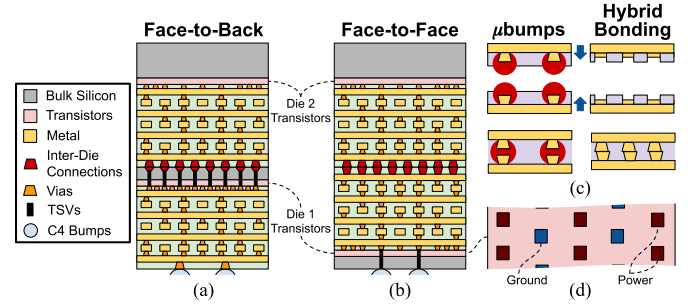 Face-to-Back
Face-to-Face
μbumps
Hybrid
Bonding
Bulk Silicon
Transistors
Metal
Inter-Die
Connections
Vias
TSVs
C4 Bumps
Die 2
Transistors
Die 1
Transistors
(a)
(b)
(c)
Ground
Power
(d)